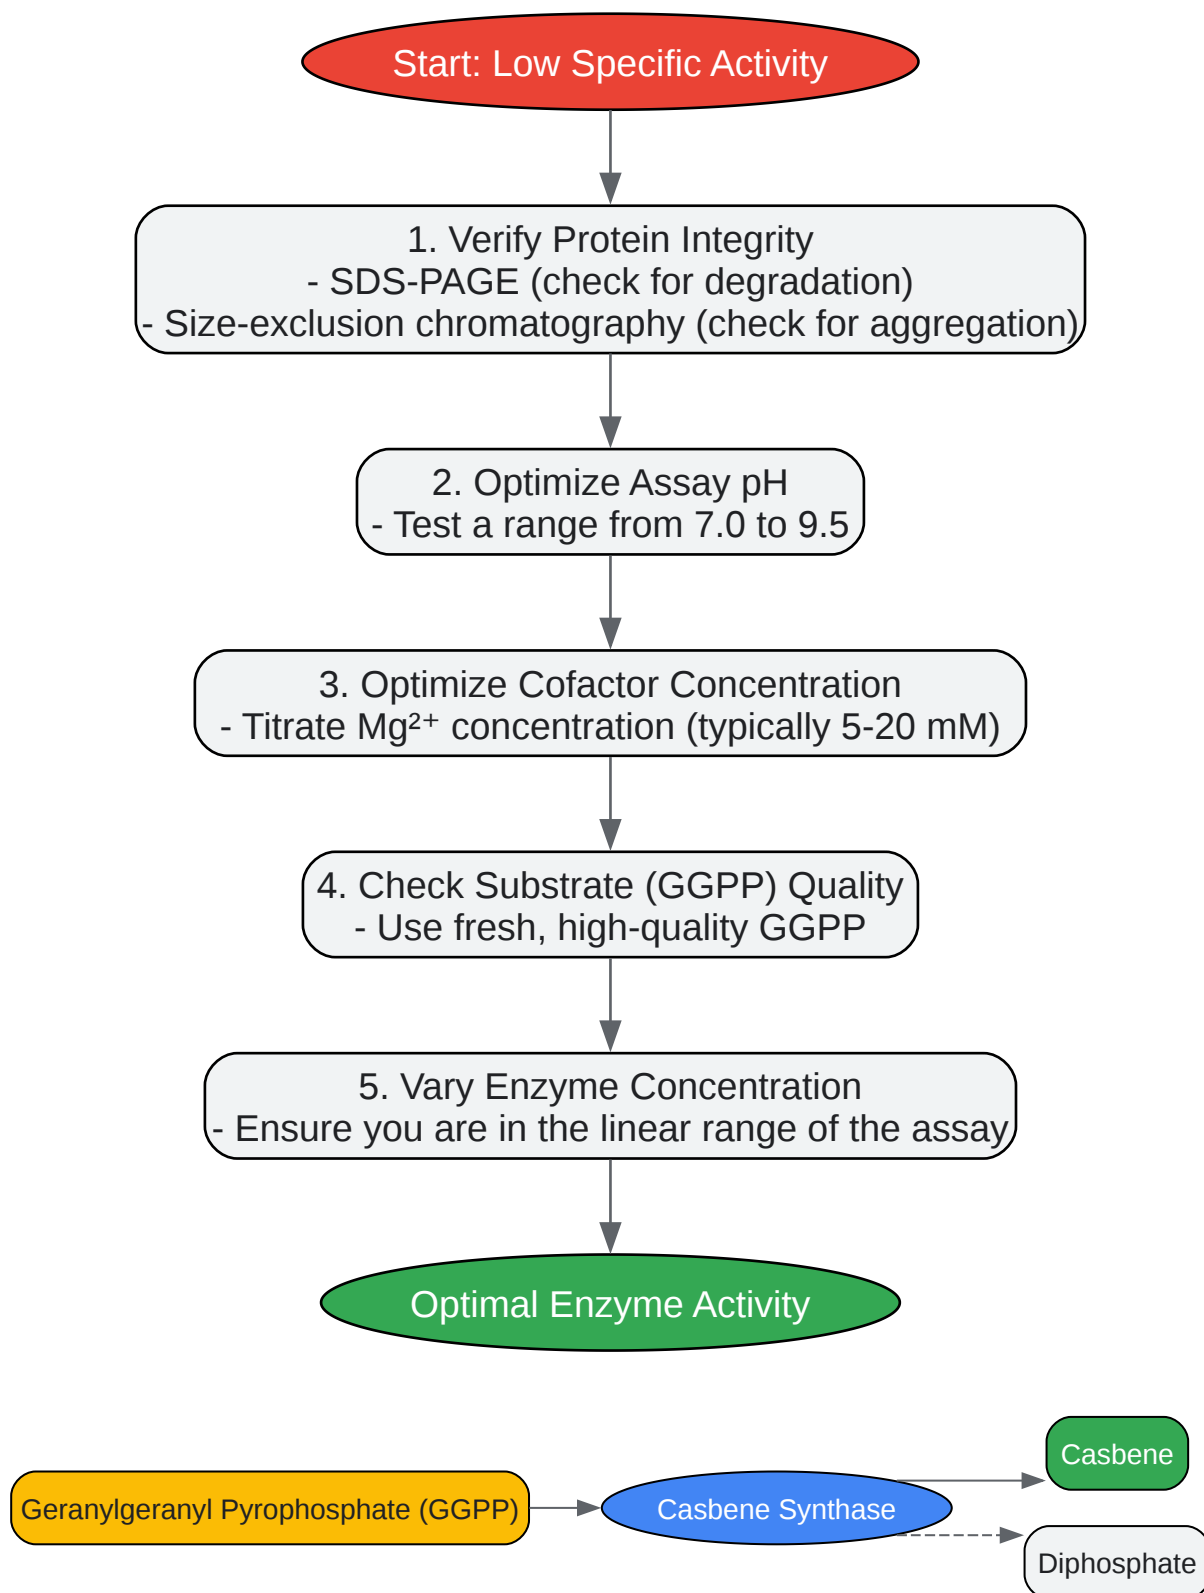 Start: Low Specific Activity
1. Verify Protein Integrity
- SDS-PAGE (check for degradation)
- Size-exclusion chromatography (check for aggregation)
2. Optimize Assay pH
- Test a range from 7.0 to 9.5
3. Optimize Cofactor Concentration
- Titrate Mg²⁺ concentration (typically 5-20 mM)
4. Check Substrate (GGPP) Quality
- Use fresh, high-quality GGPP
5. Vary Enzyme Concentration
- Ensure you are in the linear range of the assay
Optimal Enzyme Activity
Geranylgeranyl Pyrophosphate (GGPP)
Casbene Synthase
Casbene
Diphosphate